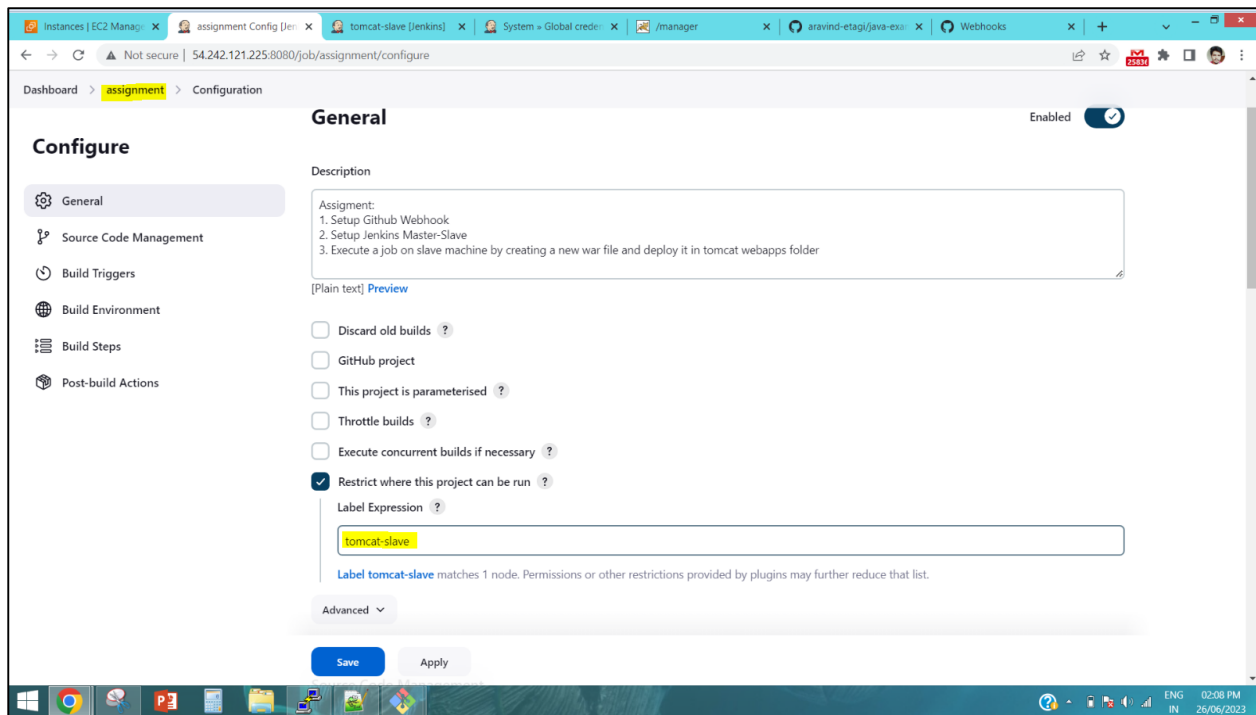 Instances | EC2 Manage
assignment Config [Jen
tomcat-slave [Jenkins]
System » Global creden
/manager
aravind-etagi/java-exa
Webhooks
Not secure | 54.242.121.225:8080/job/assignment/configure
Dashboard > assignment > Configuration
General
Enabled
Configure
General
Source Code Management
Build Triggers
Build Environment
Build Steps
Post-build Actions
Description
Assigment:
1. Setup Github Webhook
2. Setup Jenkins Master-Slave
3. Execute a job on slave machine by creating a new war file and deploy it in tomcat webapps folder
[Plain text] Preview
Discard old builds ?
GitHub project
This project is parameterised ?
Throttle builds ?
Execute concurrent builds if necessary ?
Restrict where this project can be run ?
Label Expression ?
tomcat-slave
Label tomcat-slave matches 1 node. Permissions or other restrictions provided by plugins may further reduce that list.
Advanced
Save
Apply
Source Code Management
ENG
IN
02:08 PM
26/06/2023